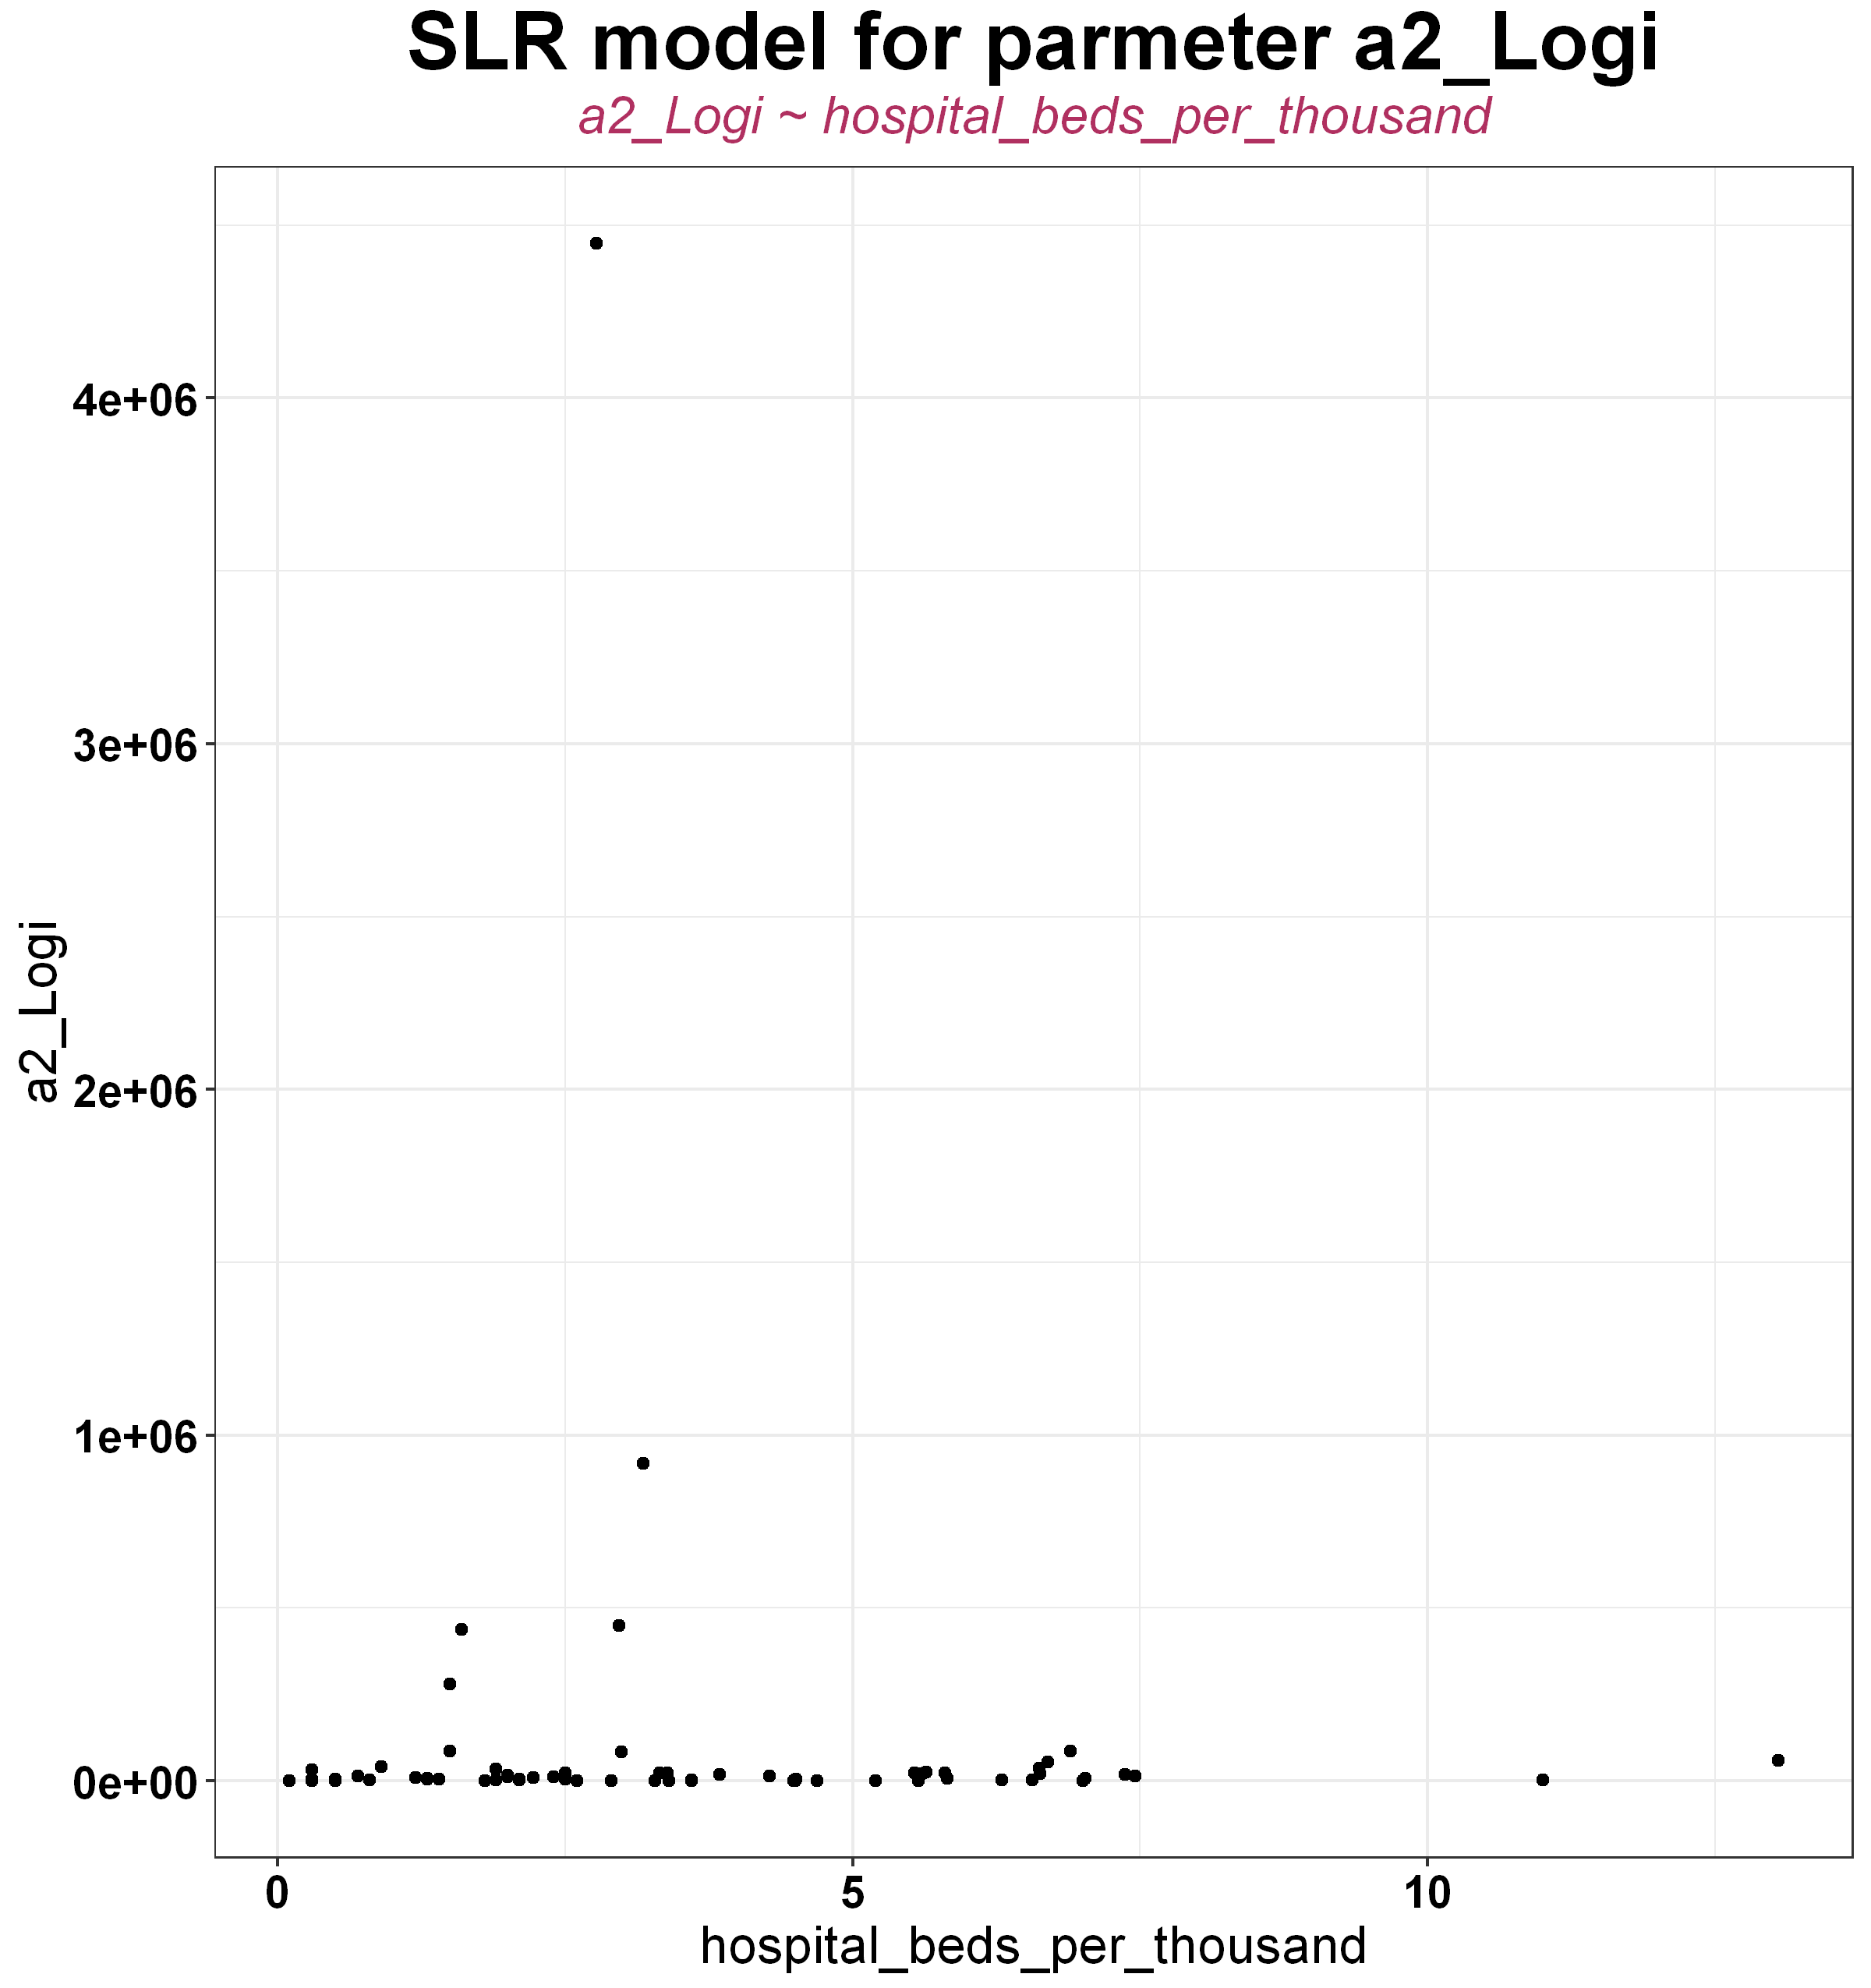 SLR model for parmeter a2_Logi
a2_Logi ~ hospital_beds_per_thousand
a2_Logi
4e+06
3e+06
2e+06
1e+06
0e+00
0 5 10
hospital_beds_per_thousand